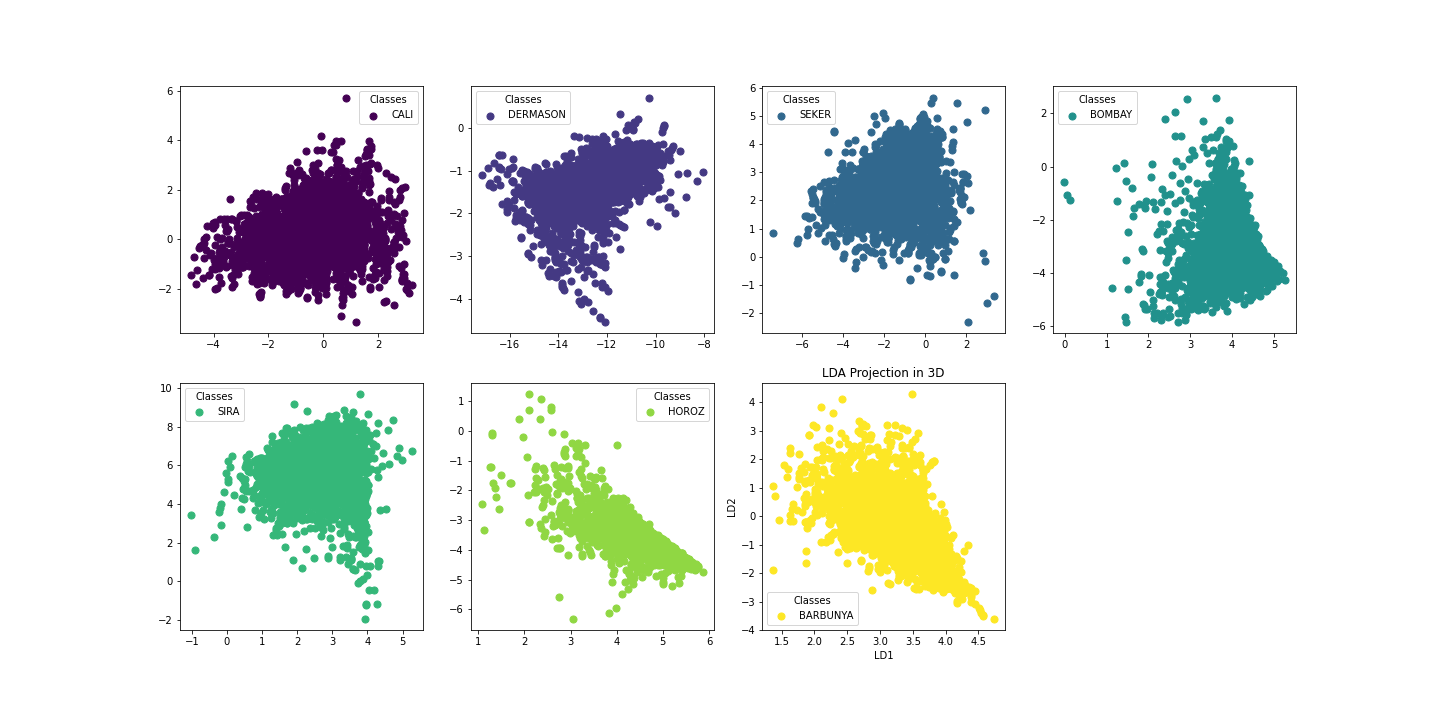 Classes
CALI
6
4
2
0
−2
−4 −2 0 2
Classes
DERMASON
0
−1
−2
−3
−4
−16 −14 −12 −10 −8
Classes
SEKER
6
5
4
3
2
1
0
−1
−2
−6 −4 −2 0 2
Classes
BOMBAY
2
0
−2
−4
−6
0 1 2 3 4 5
Classes
SIRA
10
8
6
4
2
0
−2
−1 0 1 2 3 4 5
Classes
HOROZ
1
0
−1
−2
−3
−4
−5
−6
1 2 3 4 5 6
LDA Projection in 3D
LD2
4
3
2
1
0
−1
−2
−3
−4
Classes
BARBUNYA
1.5 2.0 2.5 3.0 3.5 4.0 4.5
LD1